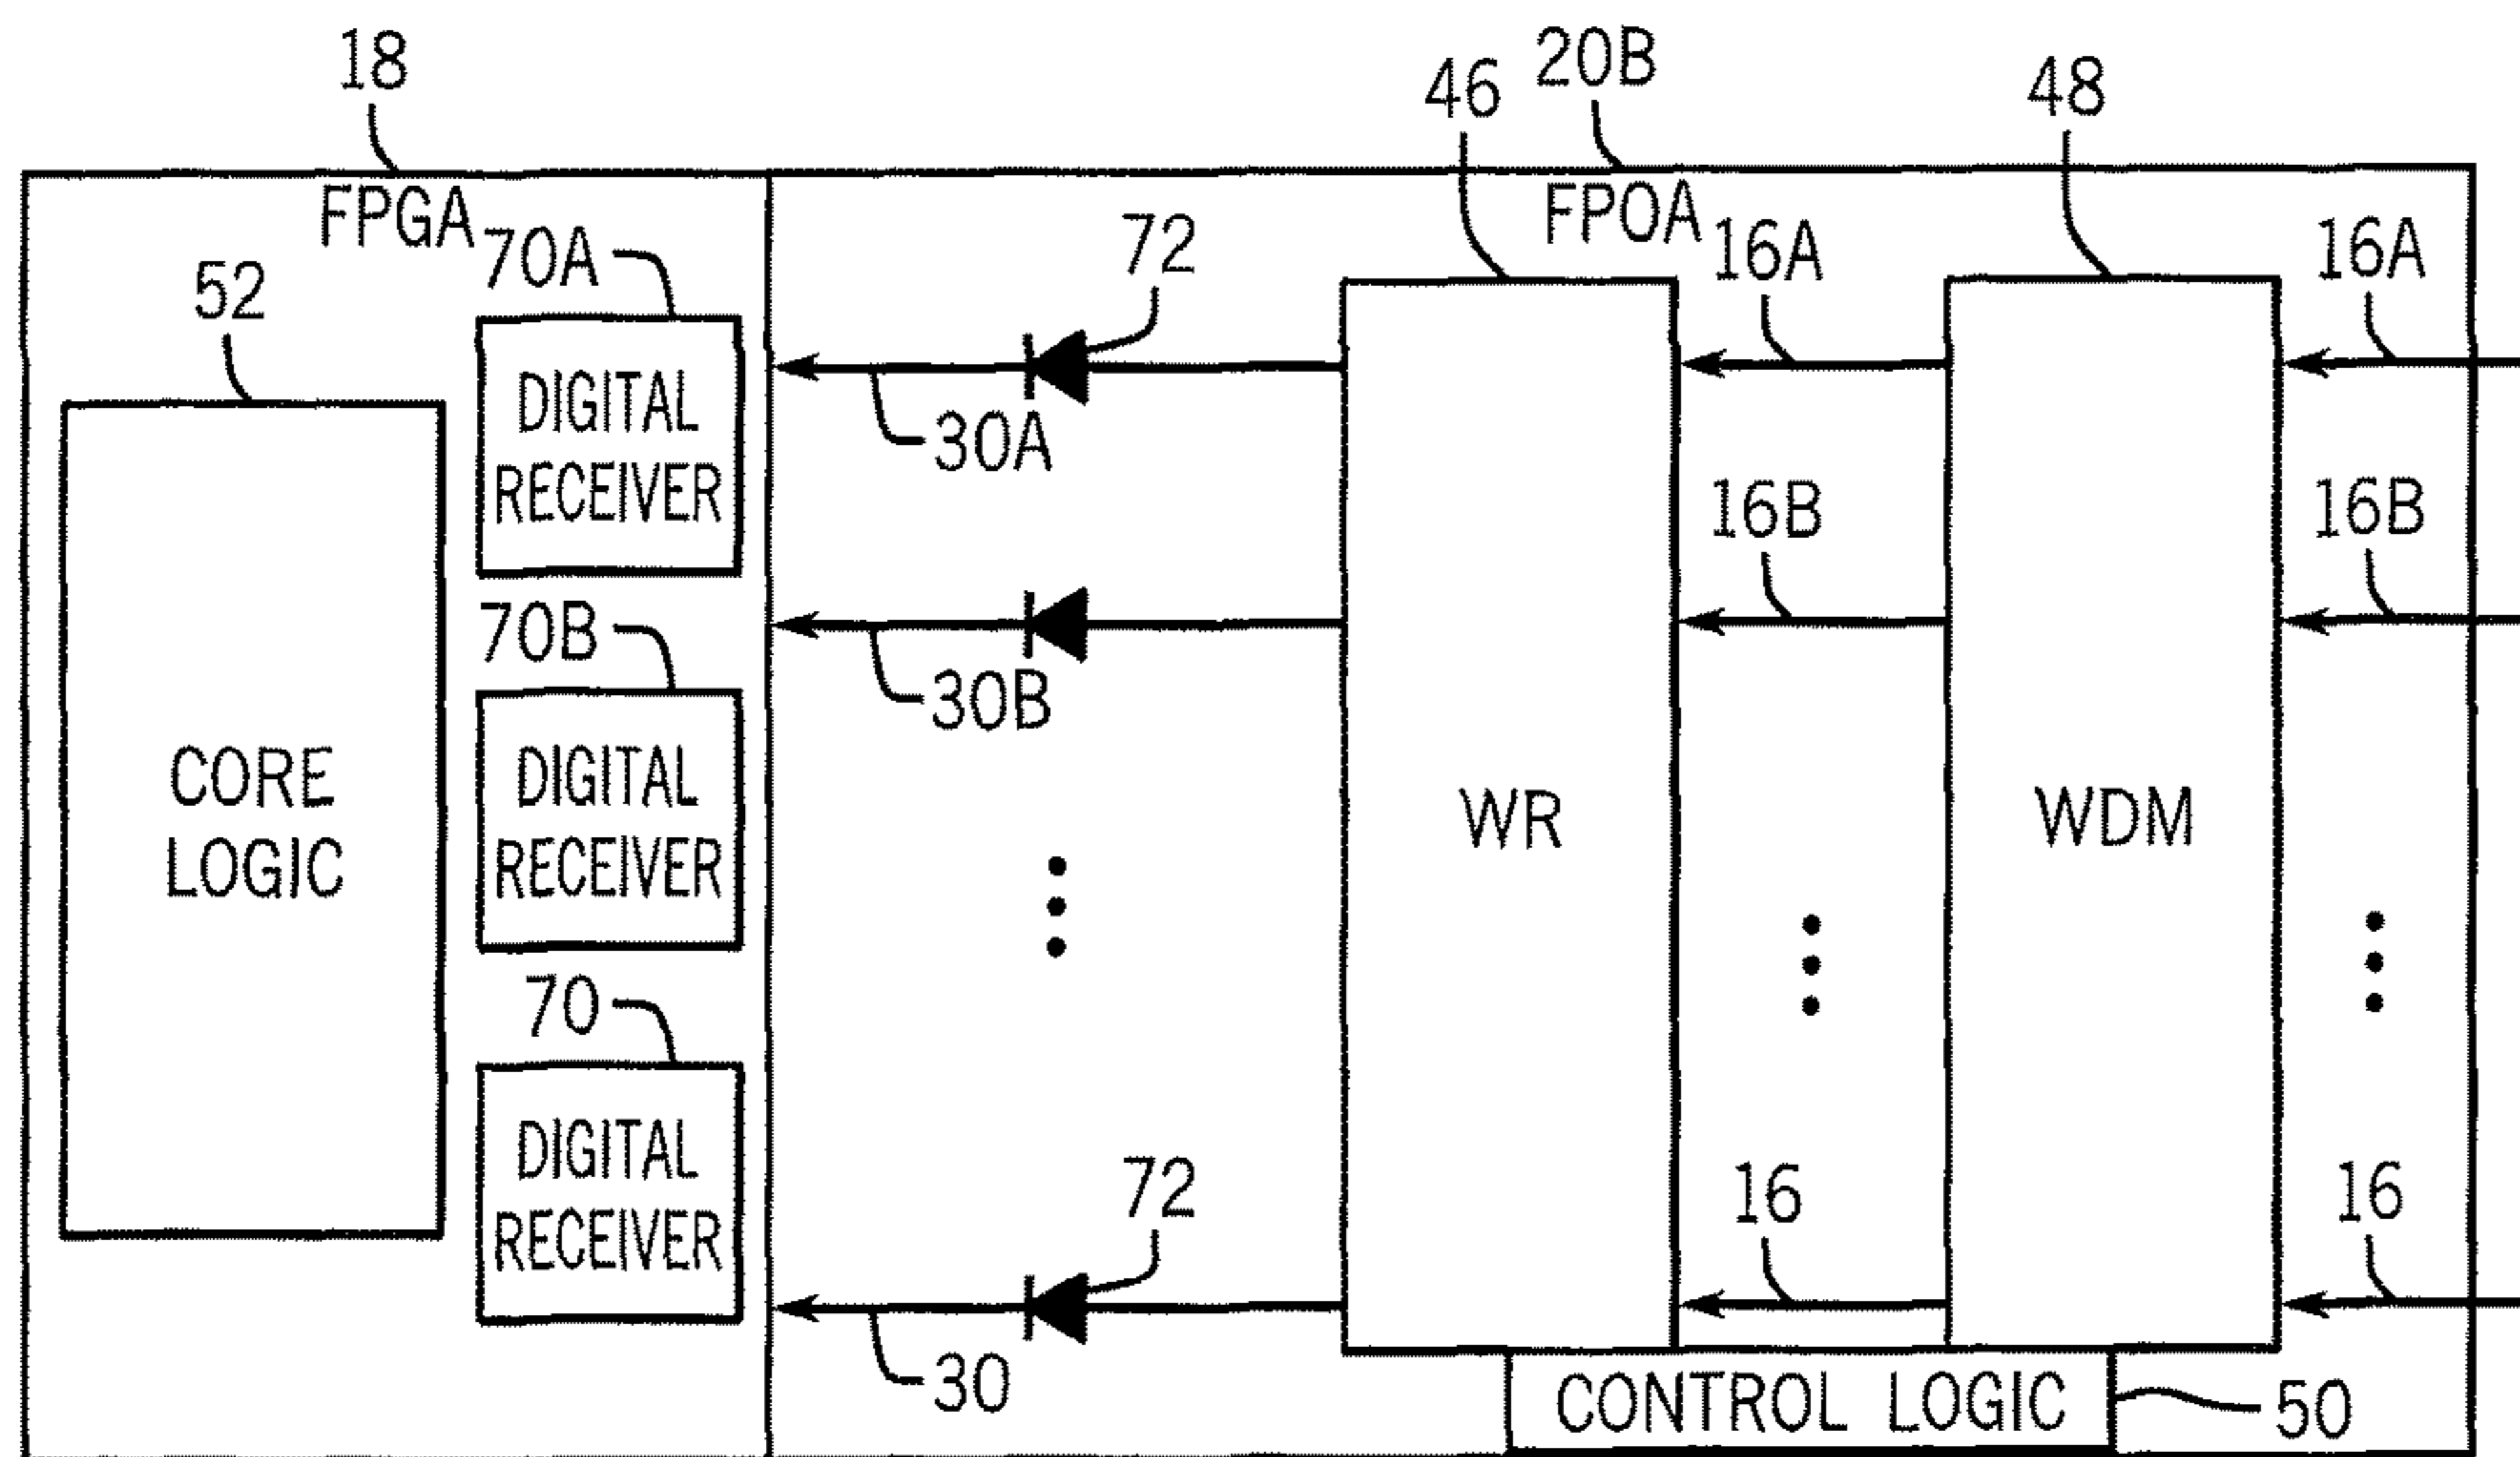 18
46
20B
48
FPGA
FPOA
52
70A
72
16A
16A
DIGITAL
RECEIVER
30A
16B
16B
70B
30B
CORE
LOGIC
DIGITAL
RECEIVER
WR
WDM
70
DIGITAL
RECEIVER
72
16
16
30
CONTROL LOGIC
50